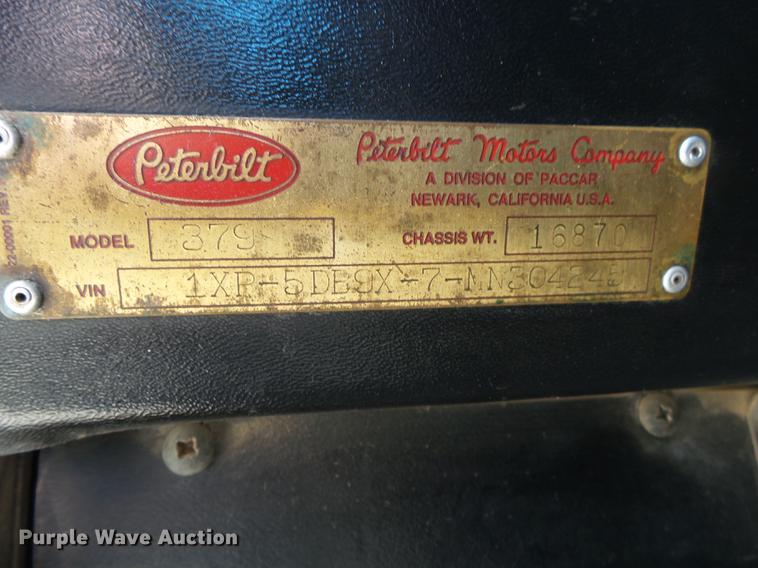 Peterbilt
Peterbilt Motors Company
A DIVISION OF PACCAR
NEWARK, CALIFORNIA U.S.A.
MODEL 379
CHASSIS WT. 16870
VIN 1XP-5DB9X-7-MN304245
Purple Wave Auction